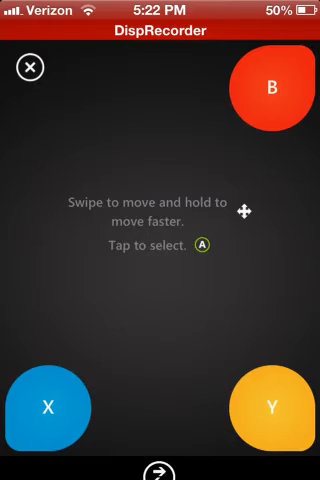 Verizon 5:22 PM 50%
DispRecorder
B
Swipe to move and hold to
move faster.
Tap to select. A
X
Y